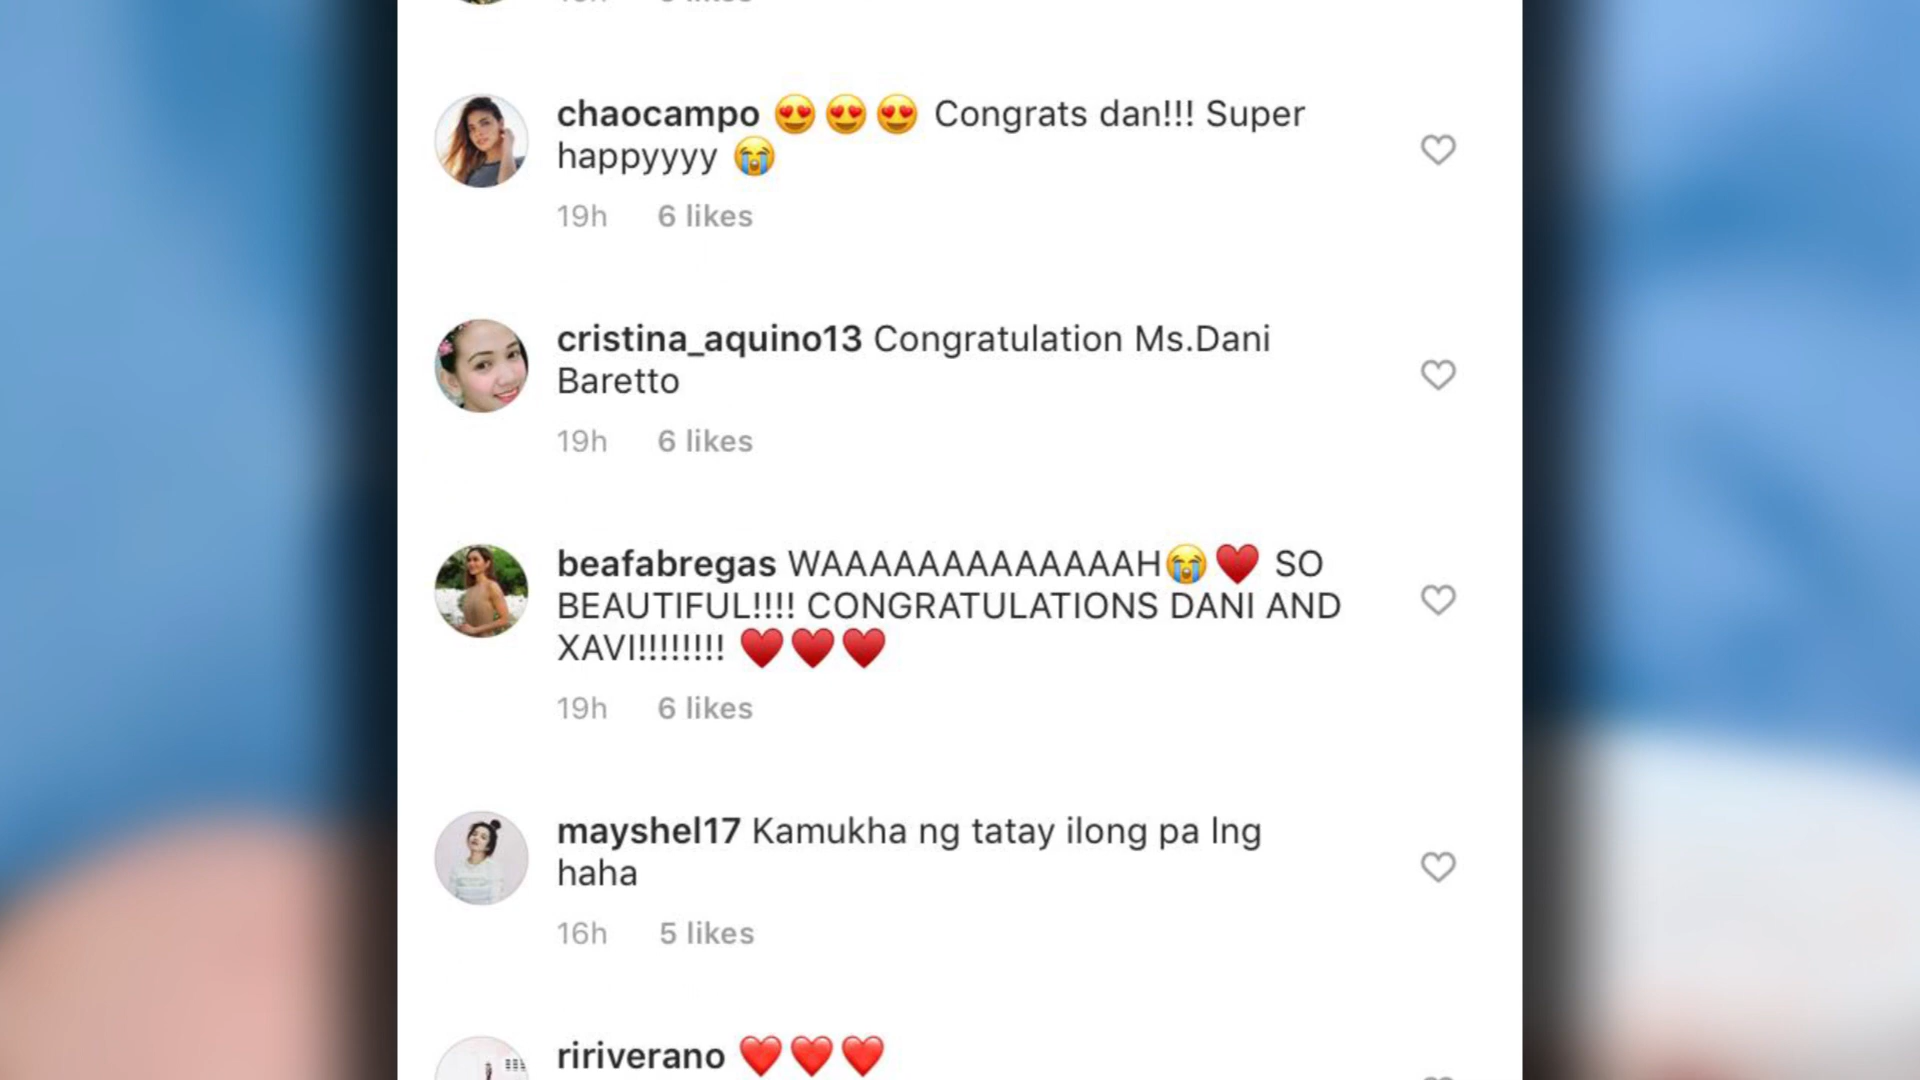 chaocampo 😍😍😍 Congrats dan!!! Super
happyyyy 😭
19h 6 likes
cristina_aquino13 Congratulation Ms.Dani
Baretto
19h 6 likes
beafabregas WAAAAAAAAAAAAAH😭♥️ SO
BEAUTIFUL!!!! CONGRATULATIONS DANI AND
XAVI!!!!!!!!! ♥️♥️♥️
19h 6 likes
mayshel17 Kamukha ng tatay ilong pa lng
haha
16h 5 likes
ririverano ❤️❤️❤️